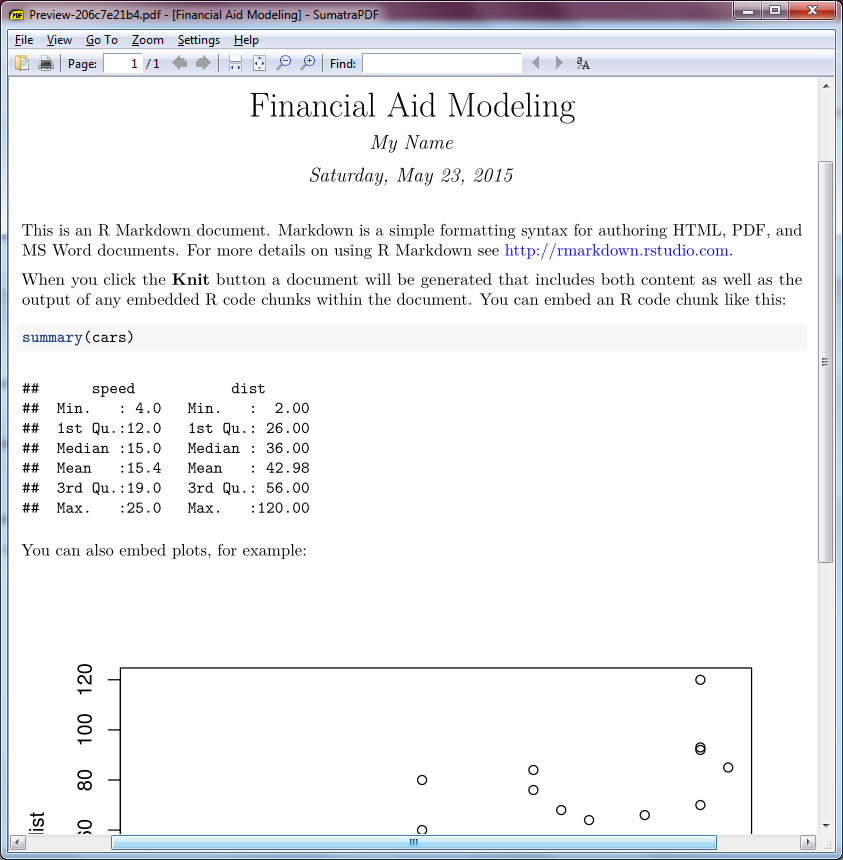 Preview-206c7e21b4.pdf - [Financial Aid Modeling] - SumatraPDF
File View Go To Zoom Settings Help
Page: 1 / 1 Find:
Financial Aid Modeling
My Name
Saturday, May 23, 2015
This is an R Markdown document. Markdown is a simple formatting syntax for authoring HTML, PDF, and
MS Word documents. For more details on using R Markdown see http://rmarkdown.rstudio.com.
When you click the Knit button a document will be generated that includes both content as well as the
output of any embedded R code chunks within the document. You can embed an R code chunk like this:
summary(cars)
##      speed           dist
##  Min.   : 4.0   Min.   :  2.00
##  1st Qu.:12.0   1st Qu.: 26.00
##  Median :15.0   Median : 36.00
##  Mean   :15.4   Mean   : 42.98
##  3rd Qu.:19.0   3rd Qu.: 56.00
##  Max.   :25.0   Max.   :120.00
You can also embed plots, for example:
120
100
80